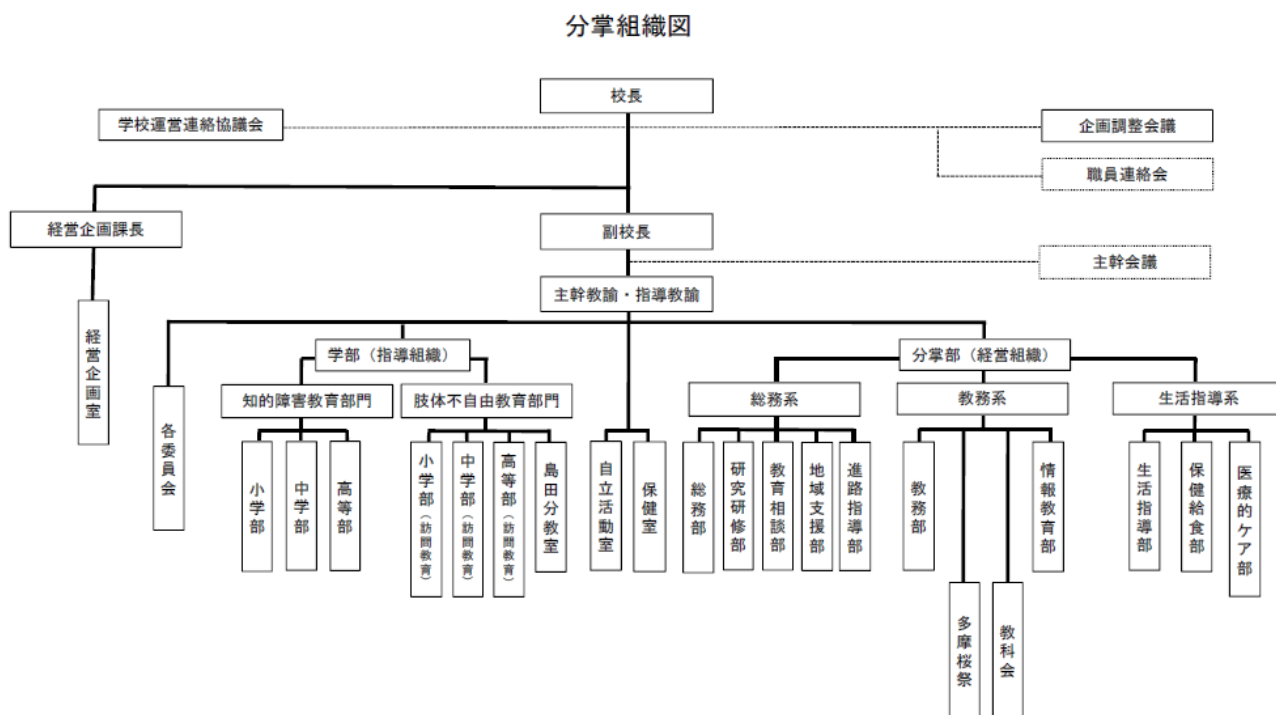 分掌組織図
校長
学校運営連絡協議会
企画調整会議
職員連絡会
経営企画課長
副校長
主幹会議
主幹教諭・指導教諭
経営企画室
学部（指導組織）
分掌部（経営組織）
知的障害教育部門
肢体不自由教育部門
総務系
教務系
生活指導系
各委員会
小学部
中学部
高等部
小学部（訪問教育）
中学部（訪問教育）
高等部（訪問教育）
島田分教室
自立活動室
保健室
総務部
研究研修部
教育相談部
地域支援部
進路指導部
教務部
多摩桜祭
教科会
情報教育部
生活指導部
保健給食部
医療的ケア部